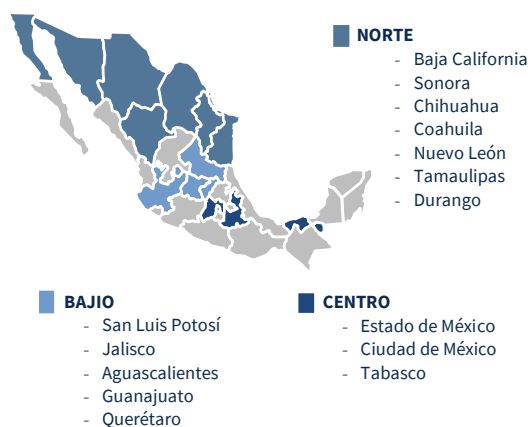 NORTE
- Baja California
- Sonora
- Chihuahua
- Coahuila
- Nuevo León
- Tamaulipas
- Durango
BAJIO
- San Luis Potosí
- Jalisco
- Aguascalientes
- Guanajuato
- Querétaro
CENTRO
- Estado de México
- Ciudad de México
- Tabasco